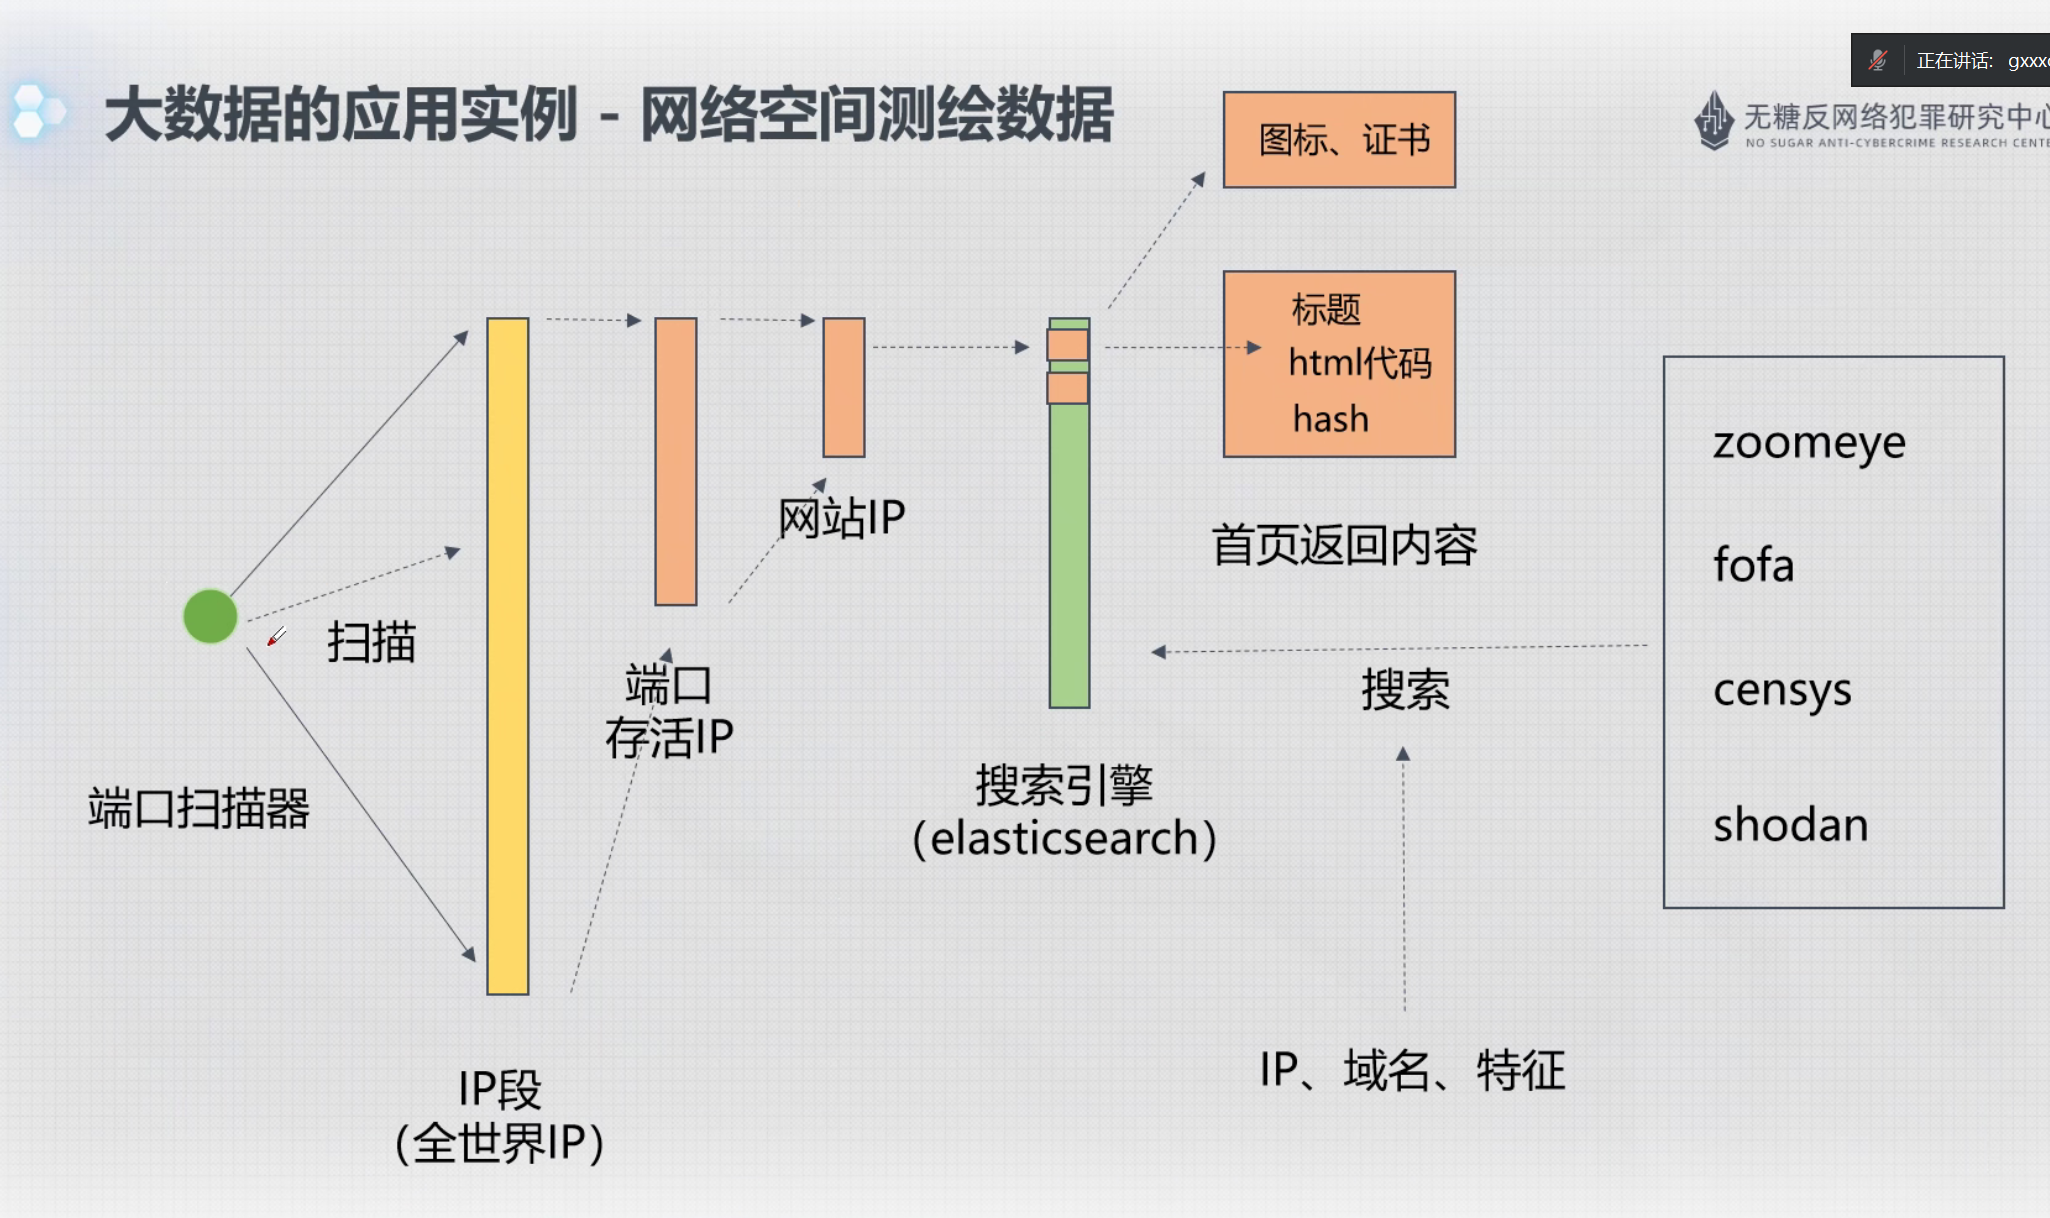 正在讲话: gxxx
大数据的应用实例 - 网络空间测绘数据
无糖反网络犯罪研究中心
NO SUGAR ANTI-CYBERCRIME RESEARCH CENTE
图标、证书
标题
html代码
hash
首页返回内容
网站IP
扫描
端口
存活IP
端口扫描器
搜索引擎
（elasticsearch）
搜索
zoomeye
fofa
censys
shodan
IP、域名、特征
IP段
（全世界IP）